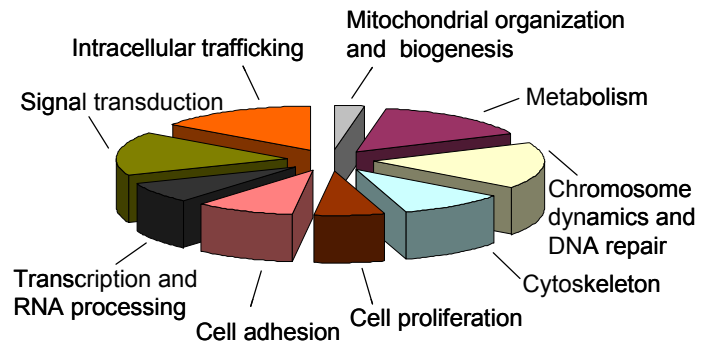 Mitochondrial organization
and biogenesis
Intracellular trafficking
Metabolism
Signal transduction
Chromosome
dynamics and
DNA repair
Transcription and
RNA processing
Cytoskeleton
Cell proliferation
Cell adhesion